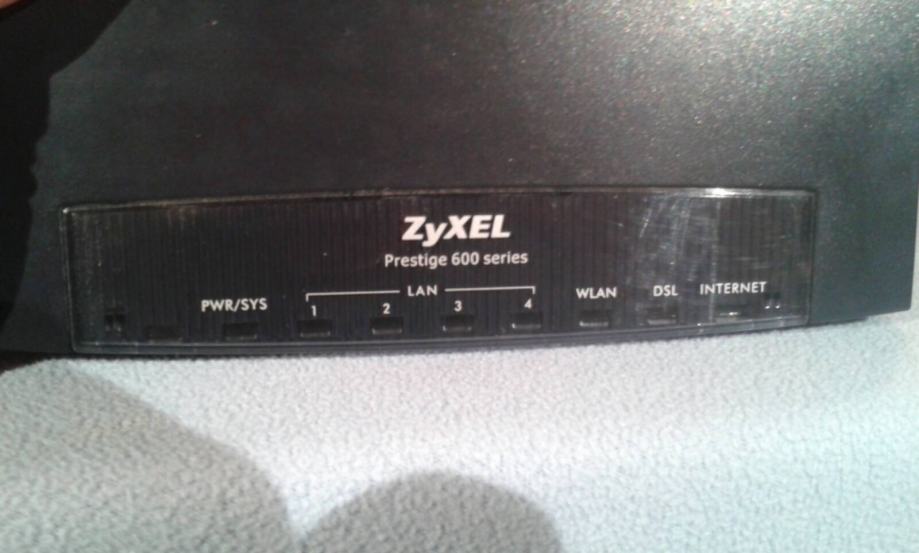 ZyXEL
Prestige 600 series
PWR/SYS
LAN
1 2 3 4
WLAN
DSL
INTERNET